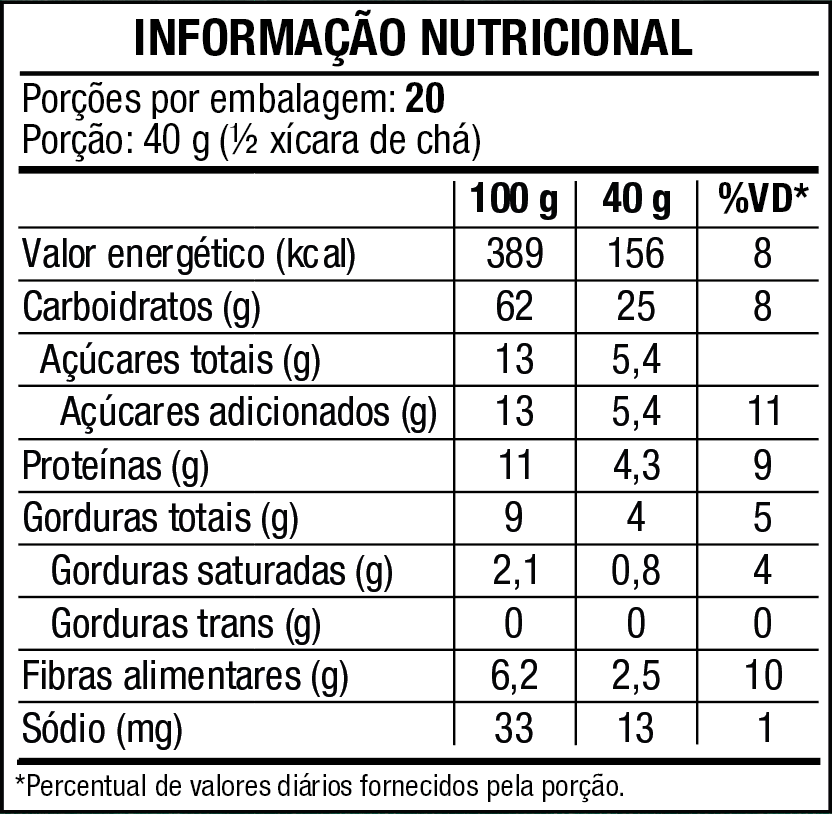 INFORMAÇÃO NUTRICIONAL
Porções por embalagem: 20
Porção: 40 g (½ xícara de chá)
100 g 40 g %VD*
Valor energético (kcal) 389 156 8
Carboidratos (g) 62 25 8
Açúcares totais (g) 13 5,4
Açúcares adicionados (g) 13 5,4 11
Proteínas (g) 11 4,3 9
Gorduras totais (g) 9 4 5
Gorduras saturadas (g) 2,1 0,8 4
Gorduras trans (g) 0 0 0
Fibras alimentares (g) 6,2 2,5 10
Sódio (mg) 33 13 1
*Percentual de valores diários fornecidos pela porção.